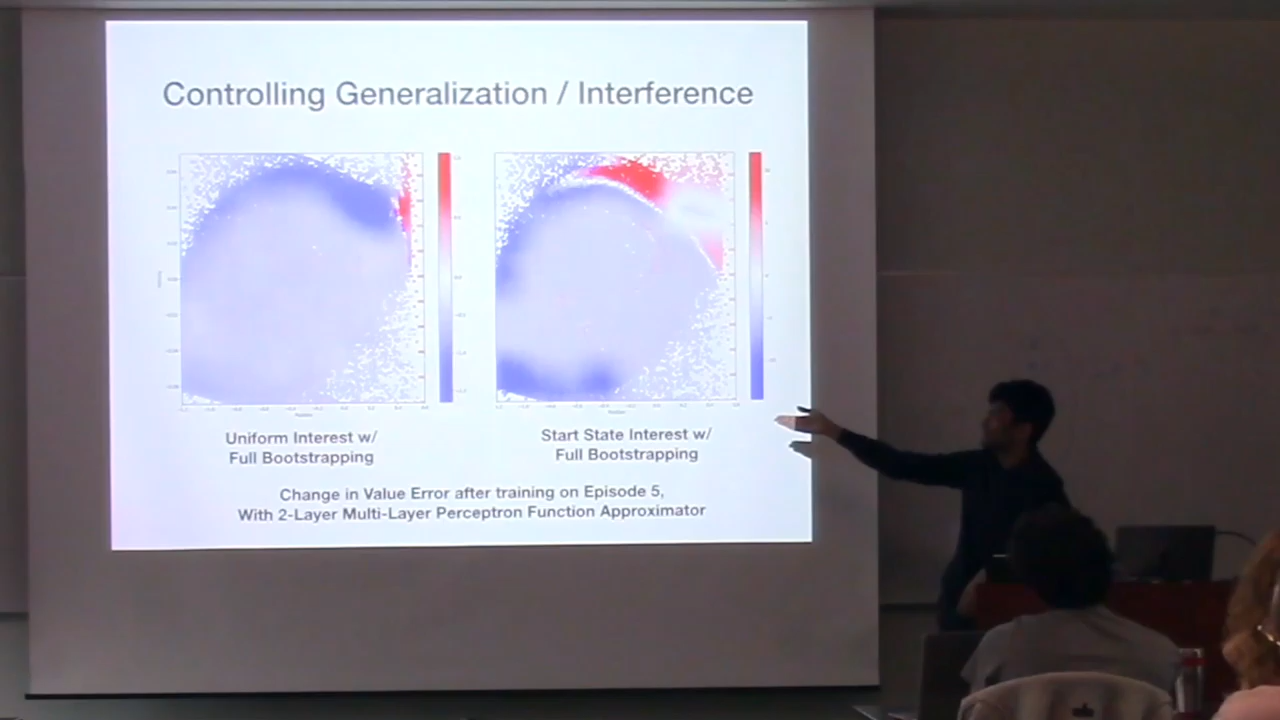 Controlling Generalization / Interference
Uniform Interest w/
Full Bootstrapping
Start State Interest w/
Full Bootstrapping
Change in Value Error after training on Episode 5,
With 2-Layer Multi-Layer Perceptron Function Approximator